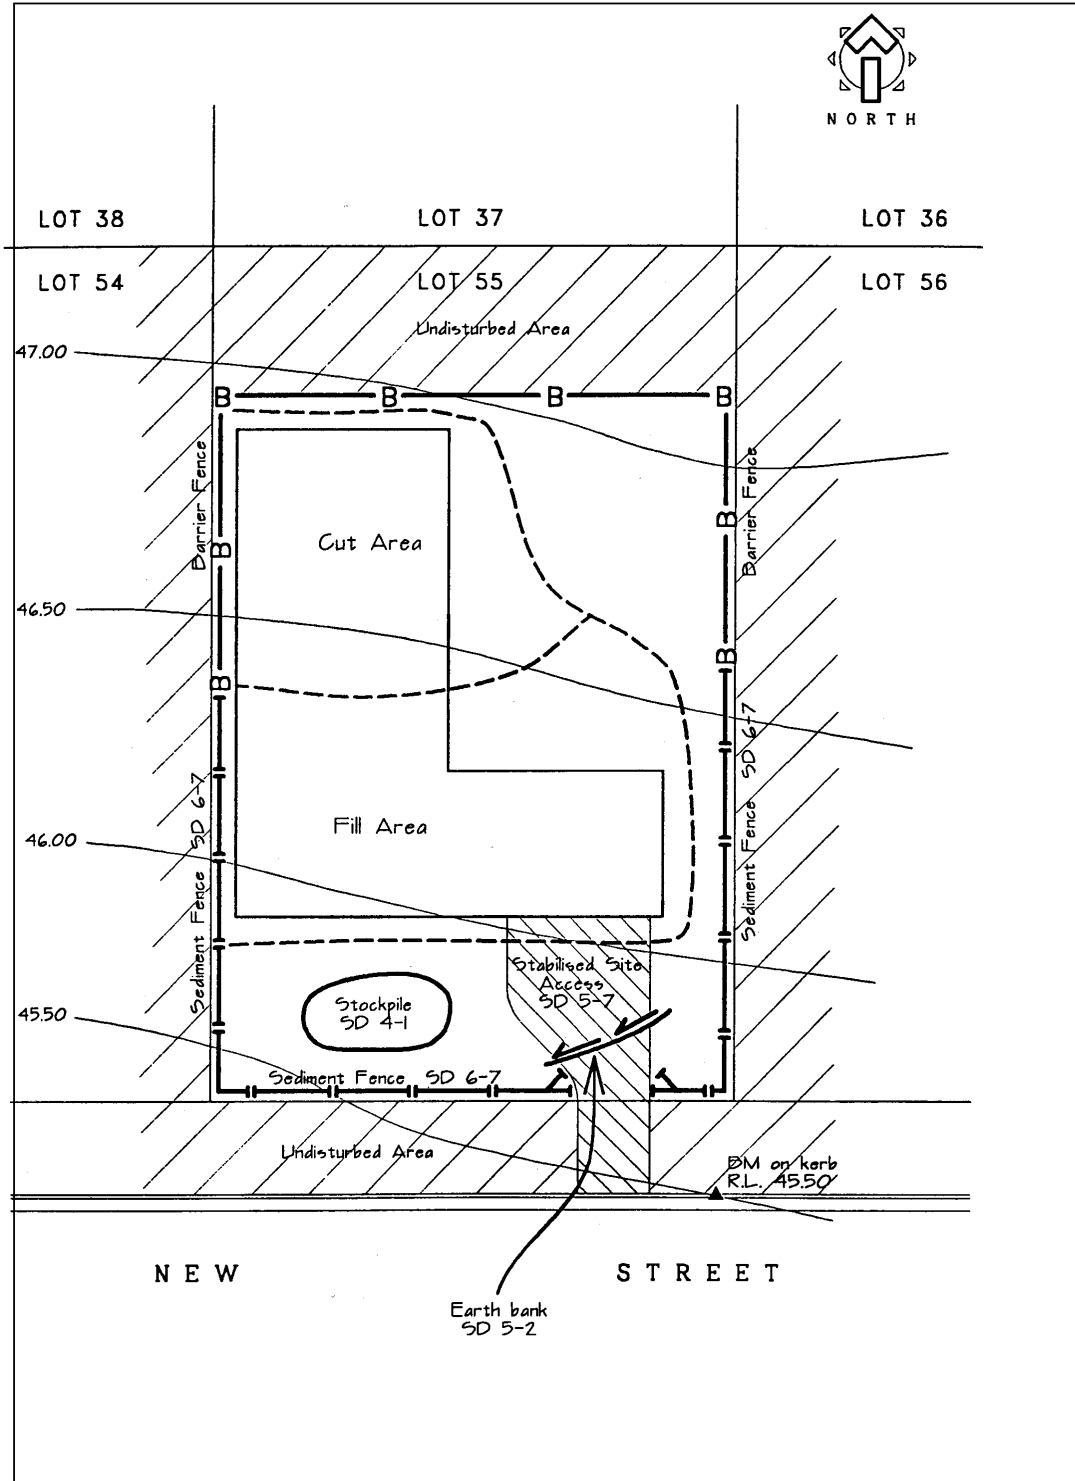 NORTH
LOT 38
LOT 37
LOT 36
LOT 54
LOT 55
LOT 56
Undisturbed Area
47.00
B
B
B
B
Barrier Fence
Barrier Fence
B
Cut Area
B
46.50
B
B
SD 6-7
SD 6-7
Fill Area
46.00
Sediment Fence
Sediment Fence
Stabilised Site
Access
SD 5-7
Stockpile
SD 4-1
45.50
Sediment Fence SD 6-7
Undisturbed Area
BM on kerb
R.L. 45.50
NEW STREET
Earth bank
SD 5-2